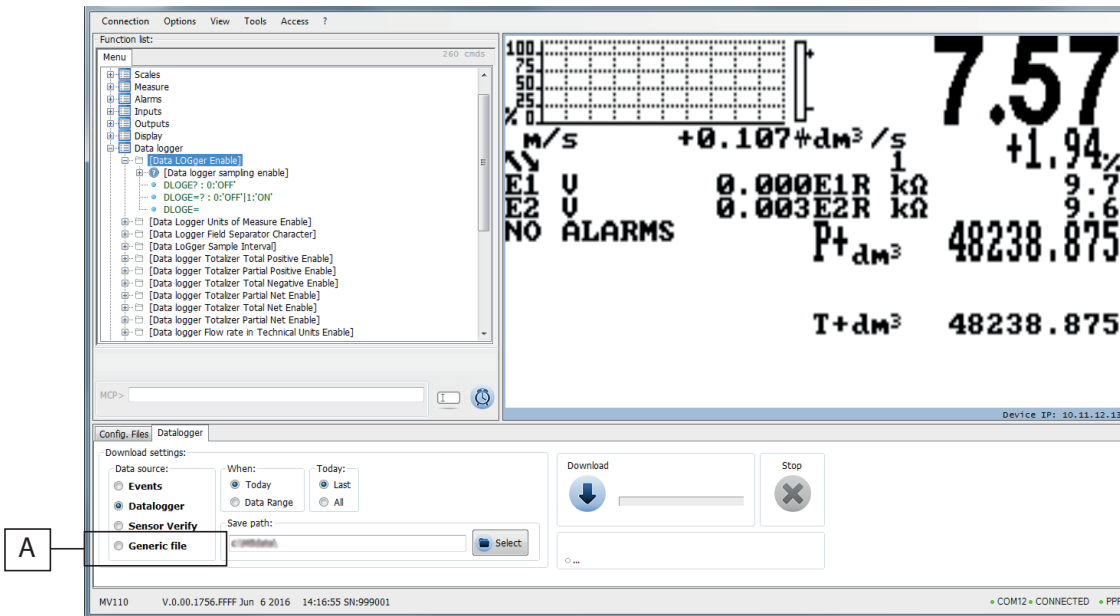 Connection Options View Tools Access ?
Function list:
Menu 260 cmds
Scales
Measure
Alarms
Inputs
Outputs
Display
Data logger
[Data LOGger Enable]
[Data logger sampling enable]
DLOGE? : 0:'OFF'
DLOGE=? : 0:'OFF'|1:'ON'
DLOGE=
[Data Logger Units of Measure Enable]
[Data Logger Field Separator Character]
[Data LoGger Sample Interval]
[Data logger Totalizer Total Positive Enable]
[Data logger Totalizer Partial Positive Enable]
[Data logger Totalizer Total Negative Enable]
[Data logger Totalizer Partial Net Enable]
[Data logger Totalizer Total Net Enable]
[Data logger Totalizer Partial Net Enable]
[Data logger Flow rate in Technical Units Enable]
MCP>
100
75
50
25
% 0
+
-
7.57
m/s +0.107 dm³/s +1.94%
1
E1 V 0.000 E1R kΩ 9.7
E2 V 0.003 E2R kΩ 9.6
NO ALARMS P+dm³ 48238.875
T+dm³ 48238.875
Device IP: 10.11.12.13
Config. Files Datalogger
Download settings:
Data source: When: Today:
Events Today Last
Datalogger Data Range All
Sensor Verify Save path:
Generic file Select
Download Stop
...
A
MV110 V.0.00.1756.FFFF Jun 6 2016 14:16:55 SN:999001
COM12 CONNECTED PPP